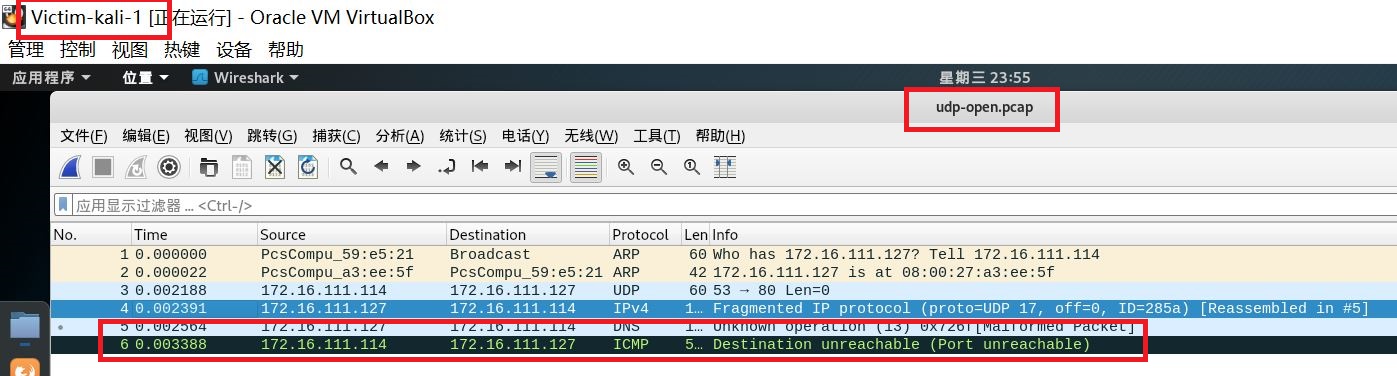 Victim-kali-1 [正在运行] - Oracle VM VirtualBox
管理 控制 视图 热键 设备 帮助
应用程序 位置 Wireshark 星期三 23:55
udp-open.pcap
文件(F) 编辑(E) 视图(V) 跳转(G) 捕获(C) 分析(A) 统计(S) 电话(Y) 无线(W) 工具(T) 帮助(H)
应用显示过滤器 … <Ctrl-/>
No. Time Source Destination Protocol Len Info
1 0.000000 PcsCompu_59:e5:21 Broadcast ARP 60 Who has 172.16.111.127? Tell 172.16.111.114
2 0.000022 PcsCompu_a3:ee:5f PcsCompu_59:e5:21 ARP 42 172.16.111.127 is at 08:00:27:a3:ee:5f
3 0.002188 172.16.111.114 172.16.111.127 UDP 60 53 → 80 Len=0
4 0.002391 172.16.111.127 172.16.111.114 IPv4 1… Fragmented IP protocol (proto=UDP 17, off=0, ID=285a) [Reassembled in #5]
5 0.002564 172.16.111.127 172.16.111.114 DNS 1… Unknown operation (13) 0x726f[Malformed Packet]
6 0.003388 172.16.111.114 172.16.111.127 ICMP 5… Destination unreachable (Port unreachable)